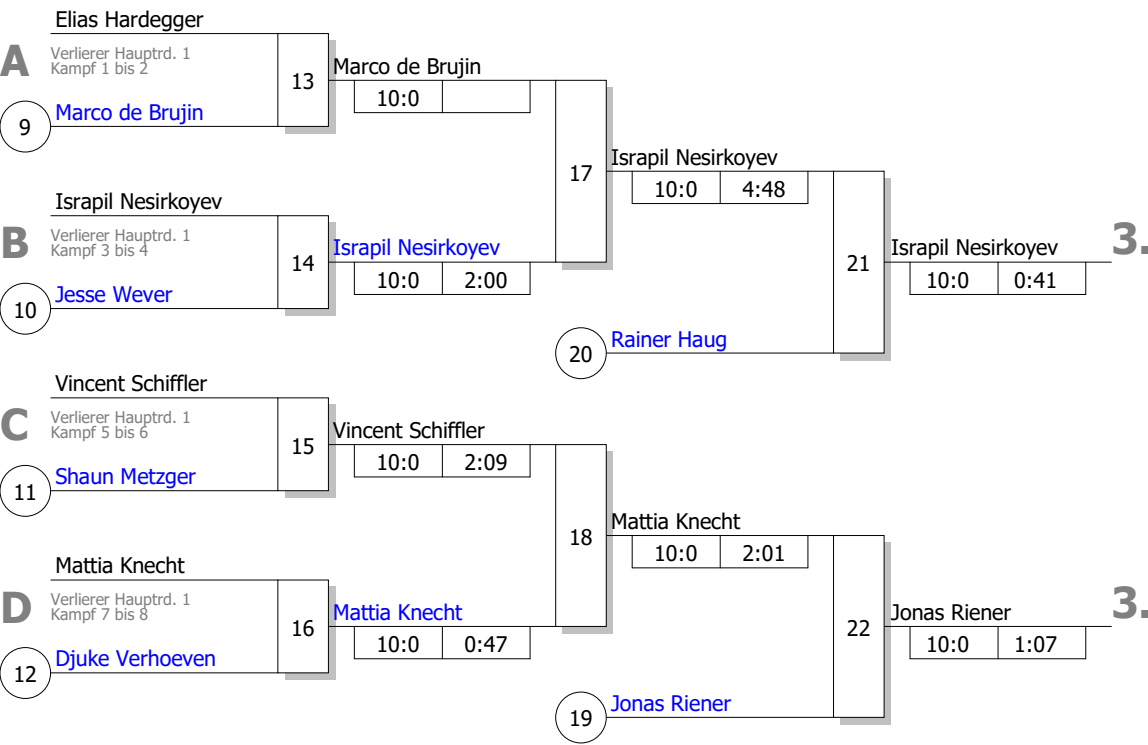 Elias Hardegger
A
Verlierer Hauptrd. 1
Kampf 1 bis 2
13
Marco de Brujin
10:0
9
Marco de Brujin
17
Israpil Nesirkoyev
10:0 4:48
Israpil Nesirkoyev
B
Verlierer Hauptrd. 1
Kampf 3 bis 4
14
Israpil Nesirkoyev
10:0 2:00
10
Jesse Wever
21
Israpil Nesirkoyev
10:0 0:41
3.
20
Rainer Haug
Vincent Schiffler
C
Verlierer Hauptrd. 1
Kampf 5 bis 6
15
Vincent Schiffler
10:0 2:09
11
Shaun Metzger
18
Mattia Knecht
10:0 2:01
Mattia Knecht
D
Verlierer Hauptrd. 1
Kampf 7 bis 8
16
Mattia Knecht
10:0 0:47
12
Djuke Verhoeven
22
Jonas Riener
10:0 1:07
3.
19
Jonas Riener